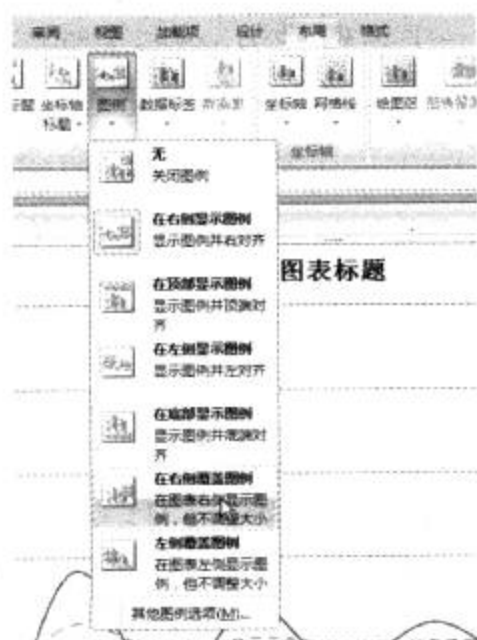 审阅 视图 加载项 设计 布局 格式
坐标轴 图例 数据标签 坐标轴 网格线 绘图区
标题
坐标轴
无
关闭图例
在右侧显示图例
显示图例并右对齐
在顶部显示图例
显示图例并顶端对
齐
图表标题
在左侧显示图例
显示图例并左对齐
在底部显示图例
显示图例并底端对
齐
在右侧覆盖图例
在图表右侧显示图
例，但不调整大小
左侧覆盖图例
在图表左侧显示图
例，但不调整大小
其他图例选项(M)...